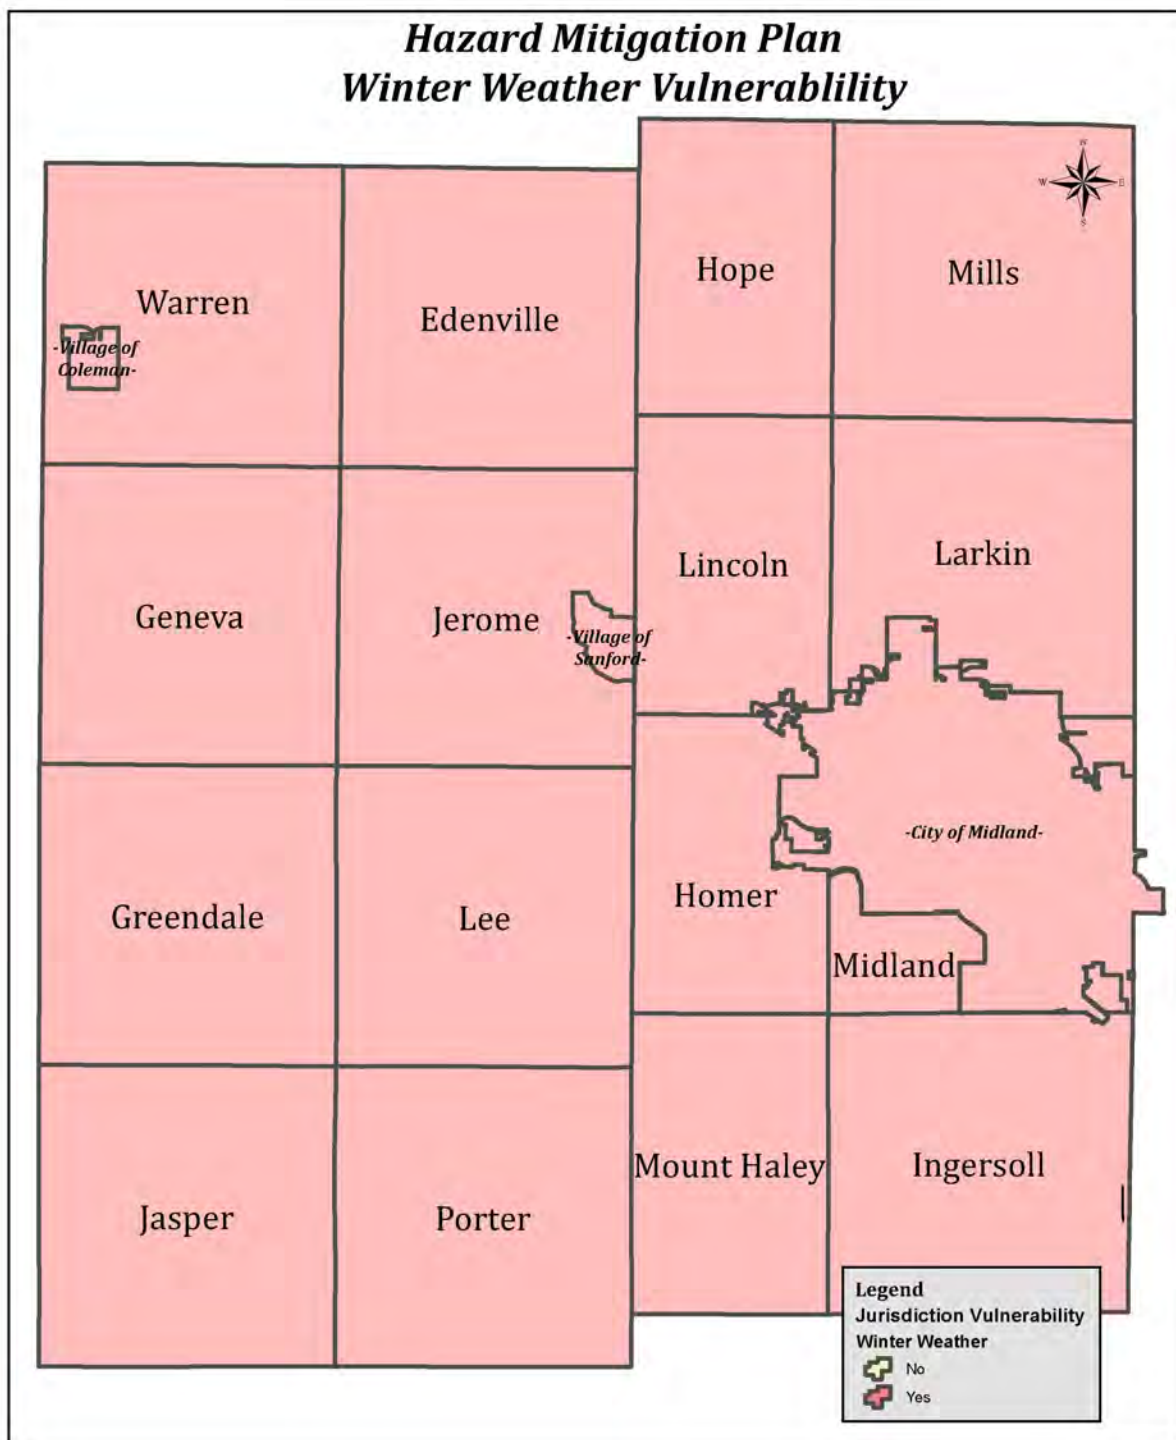 Hazard Mitigation Plan
Winter Weather Vulnerablility
N
W
E
S
Hope
Mills
Warren
Edenville
-Village of
Coleman-
Lincoln
Larkin
Geneva
Jerome
-Village of
Sanford-
-City of Midland-
Homer
Greendale
Lee
Midland
Mount Haley
Ingersoll
Jasper
Porter
Legend
Jurisdiction Vulnerability
Winter Weather
No
Yes